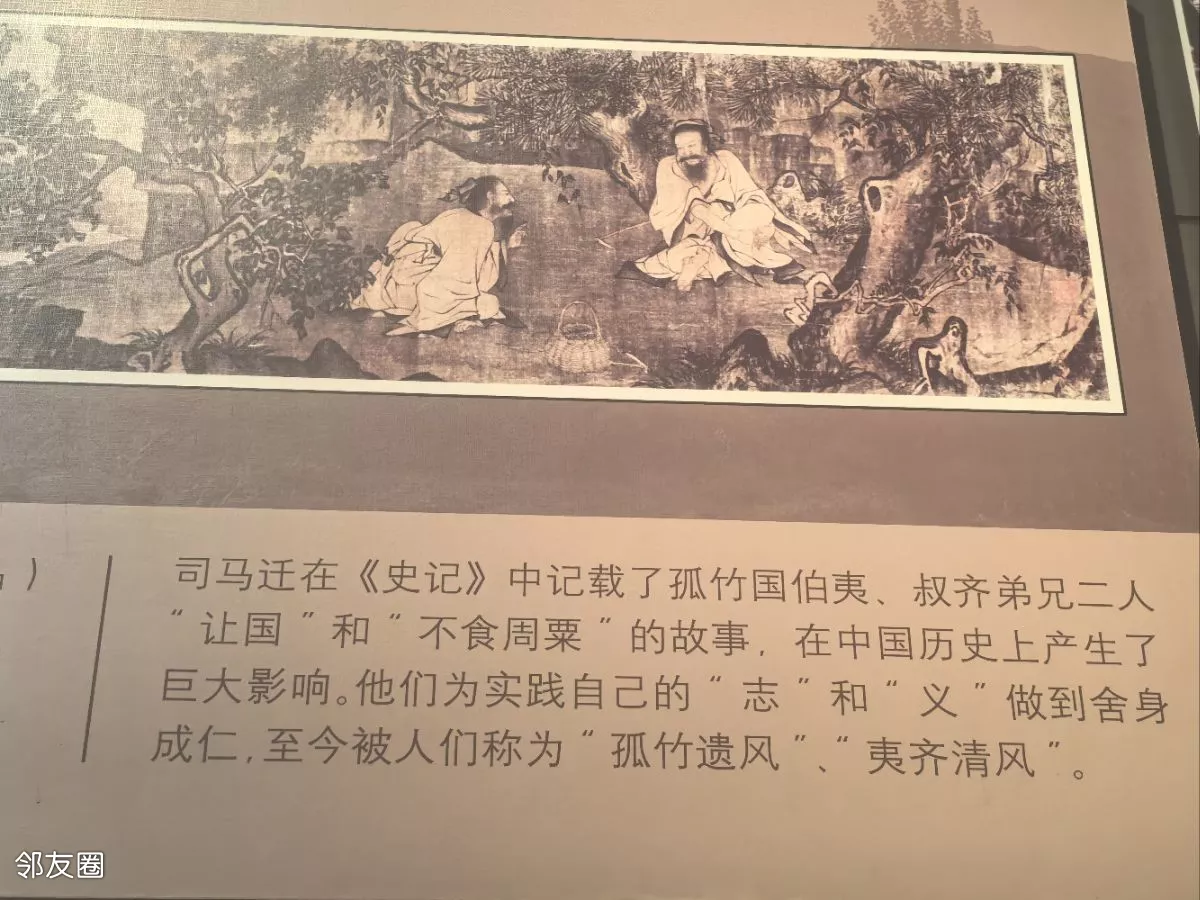 司马迁在《史记》中记载了孤竹国伯夷、叔齐弟兄二人
“让国”和“不食周粟”的故事，在中国历史上产生了
巨大影响。他们为实践自己的“志”和“义”做到舍身
成仁，至今被人们称为“孤竹遗风”、“夷齐清风”。
邻友圈